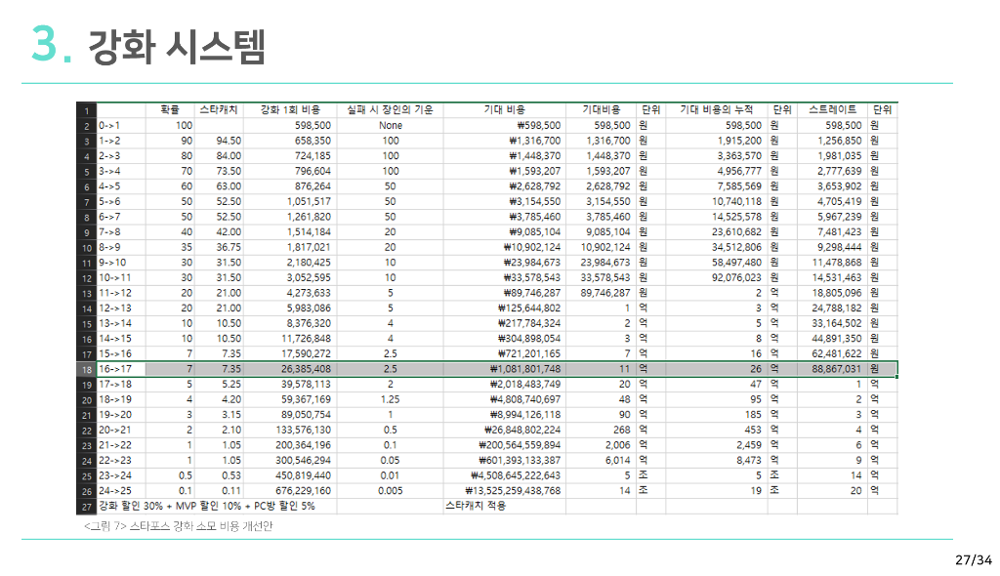 3. 강화 시스템
1 확률 스타캐치 강화 1회 비용 실패 시 장인의 기운 기대 비용 기대비용 단위 기대 비용의 누적 단위 스트레이트 단위
2 0->1 100 598,500 None ₩598,500 598,500 원 598,500 원 598,500 원
3 1->2 90 94.50 658,350 100 ₩1,316,700 1,316,700 원 1,915,200 원 1,256,850 원
4 2->3 80 84.00 724,185 100 ₩1,448,370 1,448,370 원 3,363,570 원 1,981,035 원
5 3->4 70 73.50 796,604 100 ₩1,593,207 1,593,207 원 4,956,777 원 2,777,639 원
6 4->5 60 63.00 876,264 50 ₩2,628,792 2,628,792 원 7,585,569 원 3,653,902 원
7 5->6 50 52.50 1,051,517 50 ₩3,154,550 3,154,550 원 10,740,118 원 4,705,419 원
8 6->7 50 52.50 1,261,820 50 ₩3,785,460 3,785,460 원 14,525,578 원 5,967,239 원
9 7->8 40 42.00 1,514,184 20 ₩9,085,104 9,085,104 원 23,610,682 원 7,481,423 원
10 8->9 35 36.75 1,817,021 20 ₩10,902,124 10,902,124 원 34,512,806 원 9,298,444 원
11 9->10 30 31.50 2,180,425 10 ₩23,984,673 23,984,673 원 58,497,480 원 11,478,868 원
12 10->11 30 31.50 3,052,595 10 ₩33,578,543 33,578,543 원 92,076,023 원 14,531,463 원
13 11->12 20 21.00 4,273,633 5 ₩89,746,287 89,746,287 원 2 억 18,805,096 원
14 12->13 20 21.00 5,983,086 5 ₩125,644,802 1 억 3 억 24,788,182 원
15 13->14 10 10.50 8,376,320 4 ₩217,784,324 2 억 5 억 33,164,502 원
16 14->15 10 10.50 11,726,848 4 ₩304,898,054 3 억 8 억 44,891,350 원
17 15->16 7 7.35 17,590,272 2.5 ₩721,201,165 7 억 16 억 62,481,622 원
18 16->17 7 7.35 26,385,408 2.5 ₩1,081,801,748 11 억 26 억 88,867,031 원
19 17->18 5 5.25 39,578,113 2 ₩2,018,483,749 20 억 47 억 1 억
20 18->19 4 4.20 59,367,169 1.25 ₩4,808,740,697 48 억 95 억 2 억
21 19->20 3 3.15 89,050,754 1 ₩8,994,126,118 90 억 185 억 3 억
22 20->21 2 2.10 133,576,130 0.5 ₩26,848,802,224 268 억 453 억 4 억
23 21->22 1 1.05 200,364,196 0.1 ₩200,564,559,894 2,006 억 2,459 억 6 억
24 22->23 1 1.05 300,546,294 0.05 ₩601,393,133,387 6,014 억 8,473 억 9 억
25 23->24 0.5 0.53 450,819,440 0.01 ₩4,508,645,222,643 5 조 5 조 14 억
26 24->25 0.1 0.11 676,229,160 0.005 ₩13,525,259,438,768 14 조 19 조 20 억
27 강화 할인 30% + MVP 할인 10% + PC방 할인 5% 스타캐치 적용
<그림 7> 스타포스 강화 소모 비용 개선안
27/34